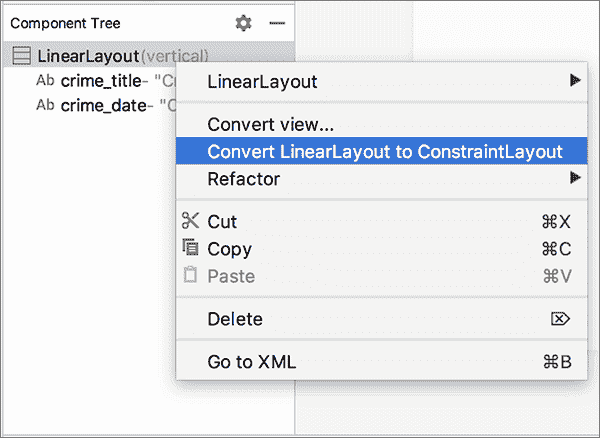 Component Tree
LinearLayout(vertical)
Ab crime_title- "C
Ab crime_date- "C
LinearLayout
Convert view...
Convert LinearLayout to ConstraintLayout
Refactor
Cut ⌘X
Copy ⌘C
Paste ⌘V
Delete ⌦
Go to XML ⌘B